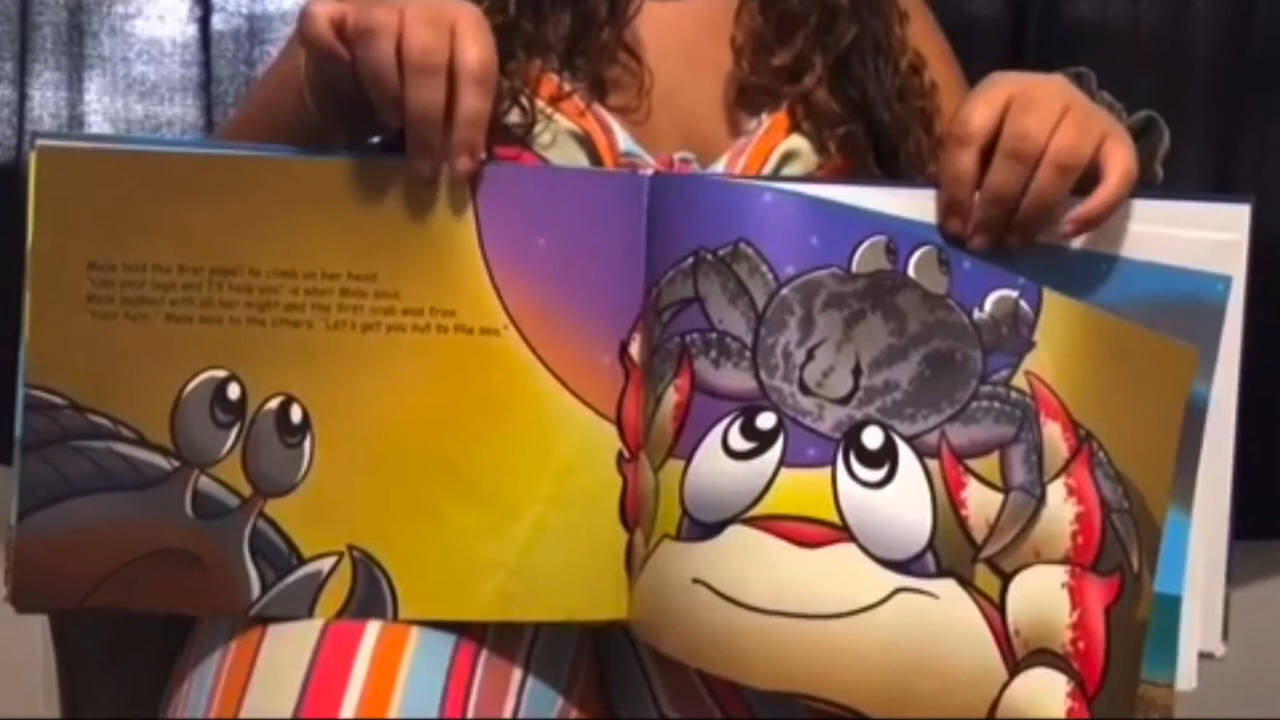 Mele told the first pāpa'i to climb on her head.
"Use your legs and I'll help you" is what Mele said.
Mele pushed with all her might and the first crab was free.
"Your turn." Mele said to the others. "Let's get you out to the sea."